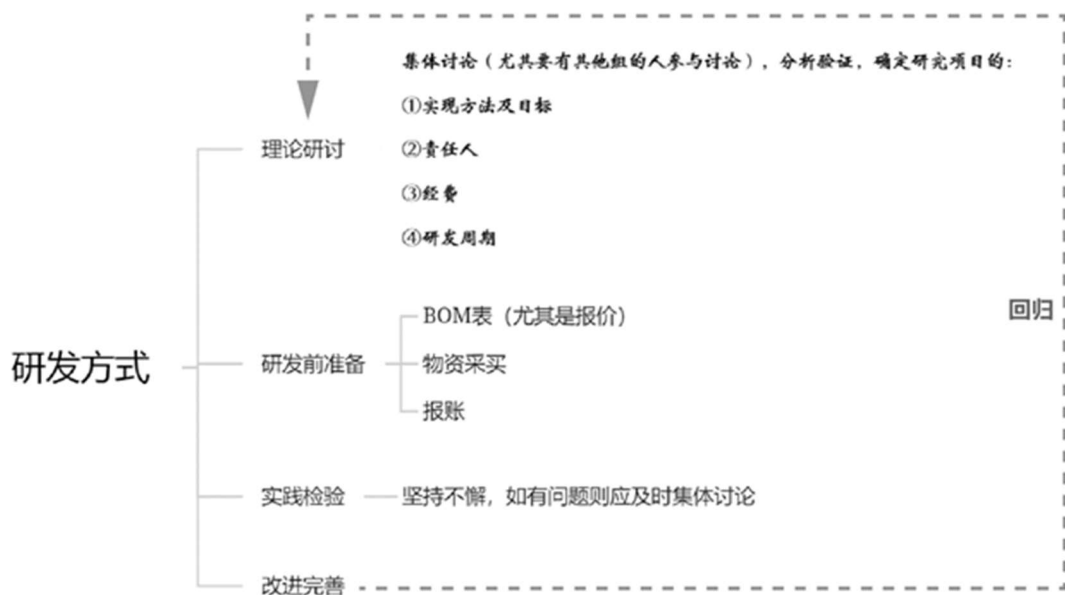 集体讨论（尤其要有其他组的人参与讨论），分析验证，确定研究项目的：
①实现方法及目标
理论研讨
②责任人
③经费
④研发周期
回归
BOM表（尤其是报价）
研发方式
研发前准备
物资采买
报账
实践检验
坚持不懈，如有问题则应及时集体讨论
改进完善